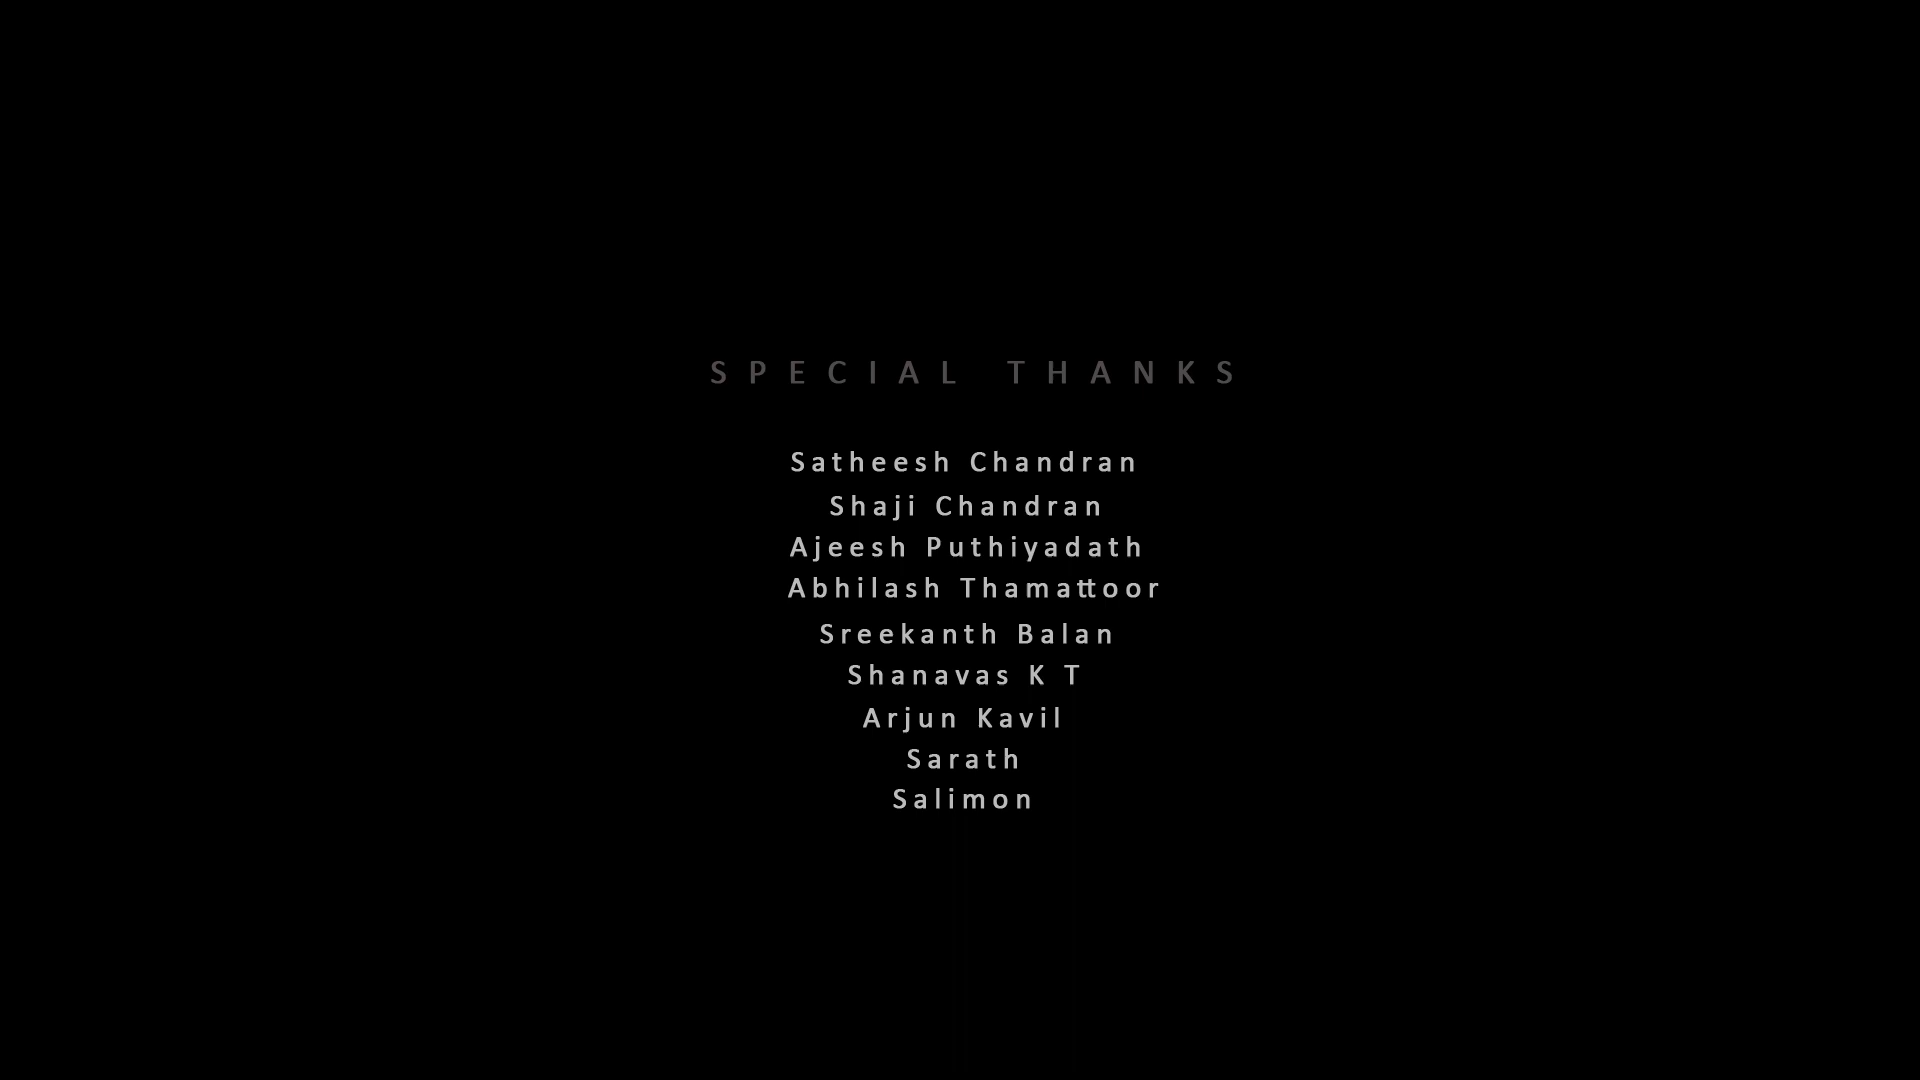 SPECIAL THANKS
Satheesh Chandran
Shaji Chandran
Ajeesh Puthiyadath
Abhilash Thamattoor
Sreekanth Balan
Shanavas K T
Arjun Kavil
Sarath
Salimon